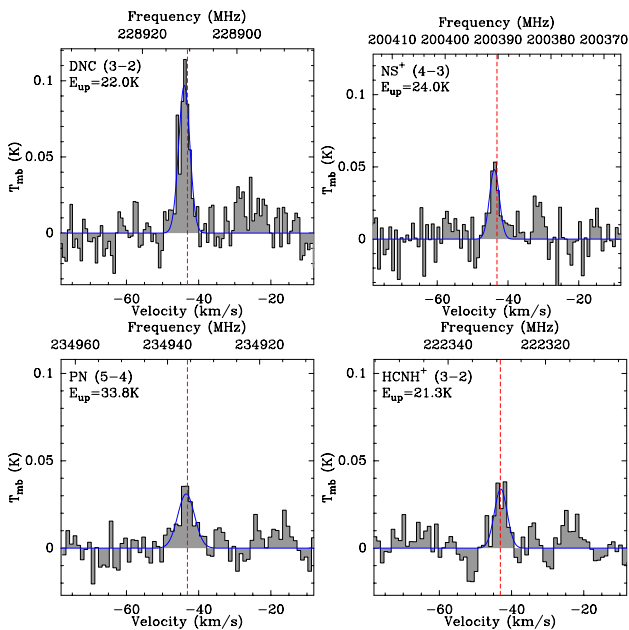 Frequency (MHz)
228920 228900
DNC (3−2)
E_up=22.0K
0.1
0.05
0
T_mb (K)
−60 −40 −20
Velocity (km/s)
Frequency (MHz)
200410 200400 200390 200380 200370
NS⁺ (4−3)
E_up=24.0K
0.1
0.05
0
T_mb (K)
−60 −40 −20
Velocity (km/s)
Frequency (MHz)
234960 234940 234920
PN (5−4)
E_up=33.8K
0.1
0.05
0
T_mb (K)
−60 −40 −20
Velocity (km/s)
Frequency (MHz)
222340 222320
HCNH⁺ (3−2)
E_up=21.3K
0.1
0.05
0
T_mb (K)
−60 −40 −20
Velocity (km/s)